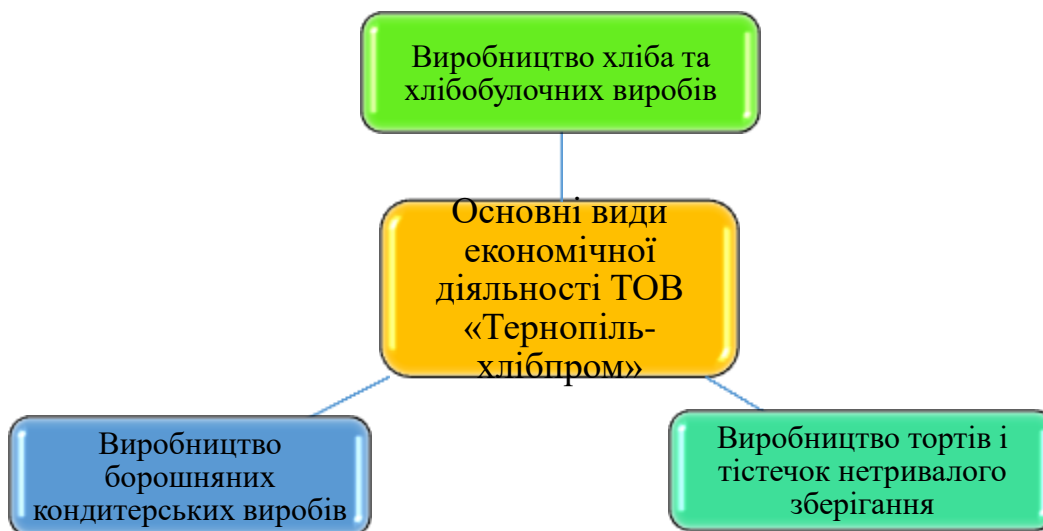 Виробництво хліба та
хлібобулочних виробів
Основні види
економічної
діяльності ТОВ
«Тернопіль-
хлібпром»
Виробництво
борошняних
кондитерських виробів
Виробництво тортів і
тістечок нетривалого
зберігання